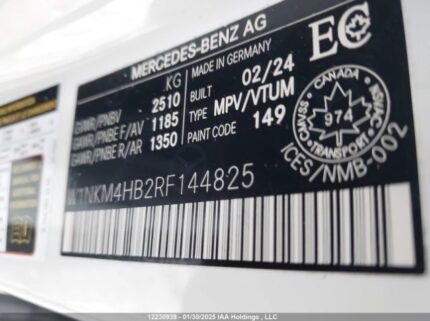 MERCEDES-BENZ AG
MADE IN GERMANY
KG
GVWR/PNBV 2510
GAWR/PNBE F/AV 1185
GAWR/PNBE R/AR 1350
BUILT 02/24
TYPE MPV/VTUM
PAINT CODE 149
EC
CANADA
974
TRANSPORT
ICES/NMB-002
W1NKM4HB2RF144825
12230939 - 01/30/2025 IAA Holdings, LLC